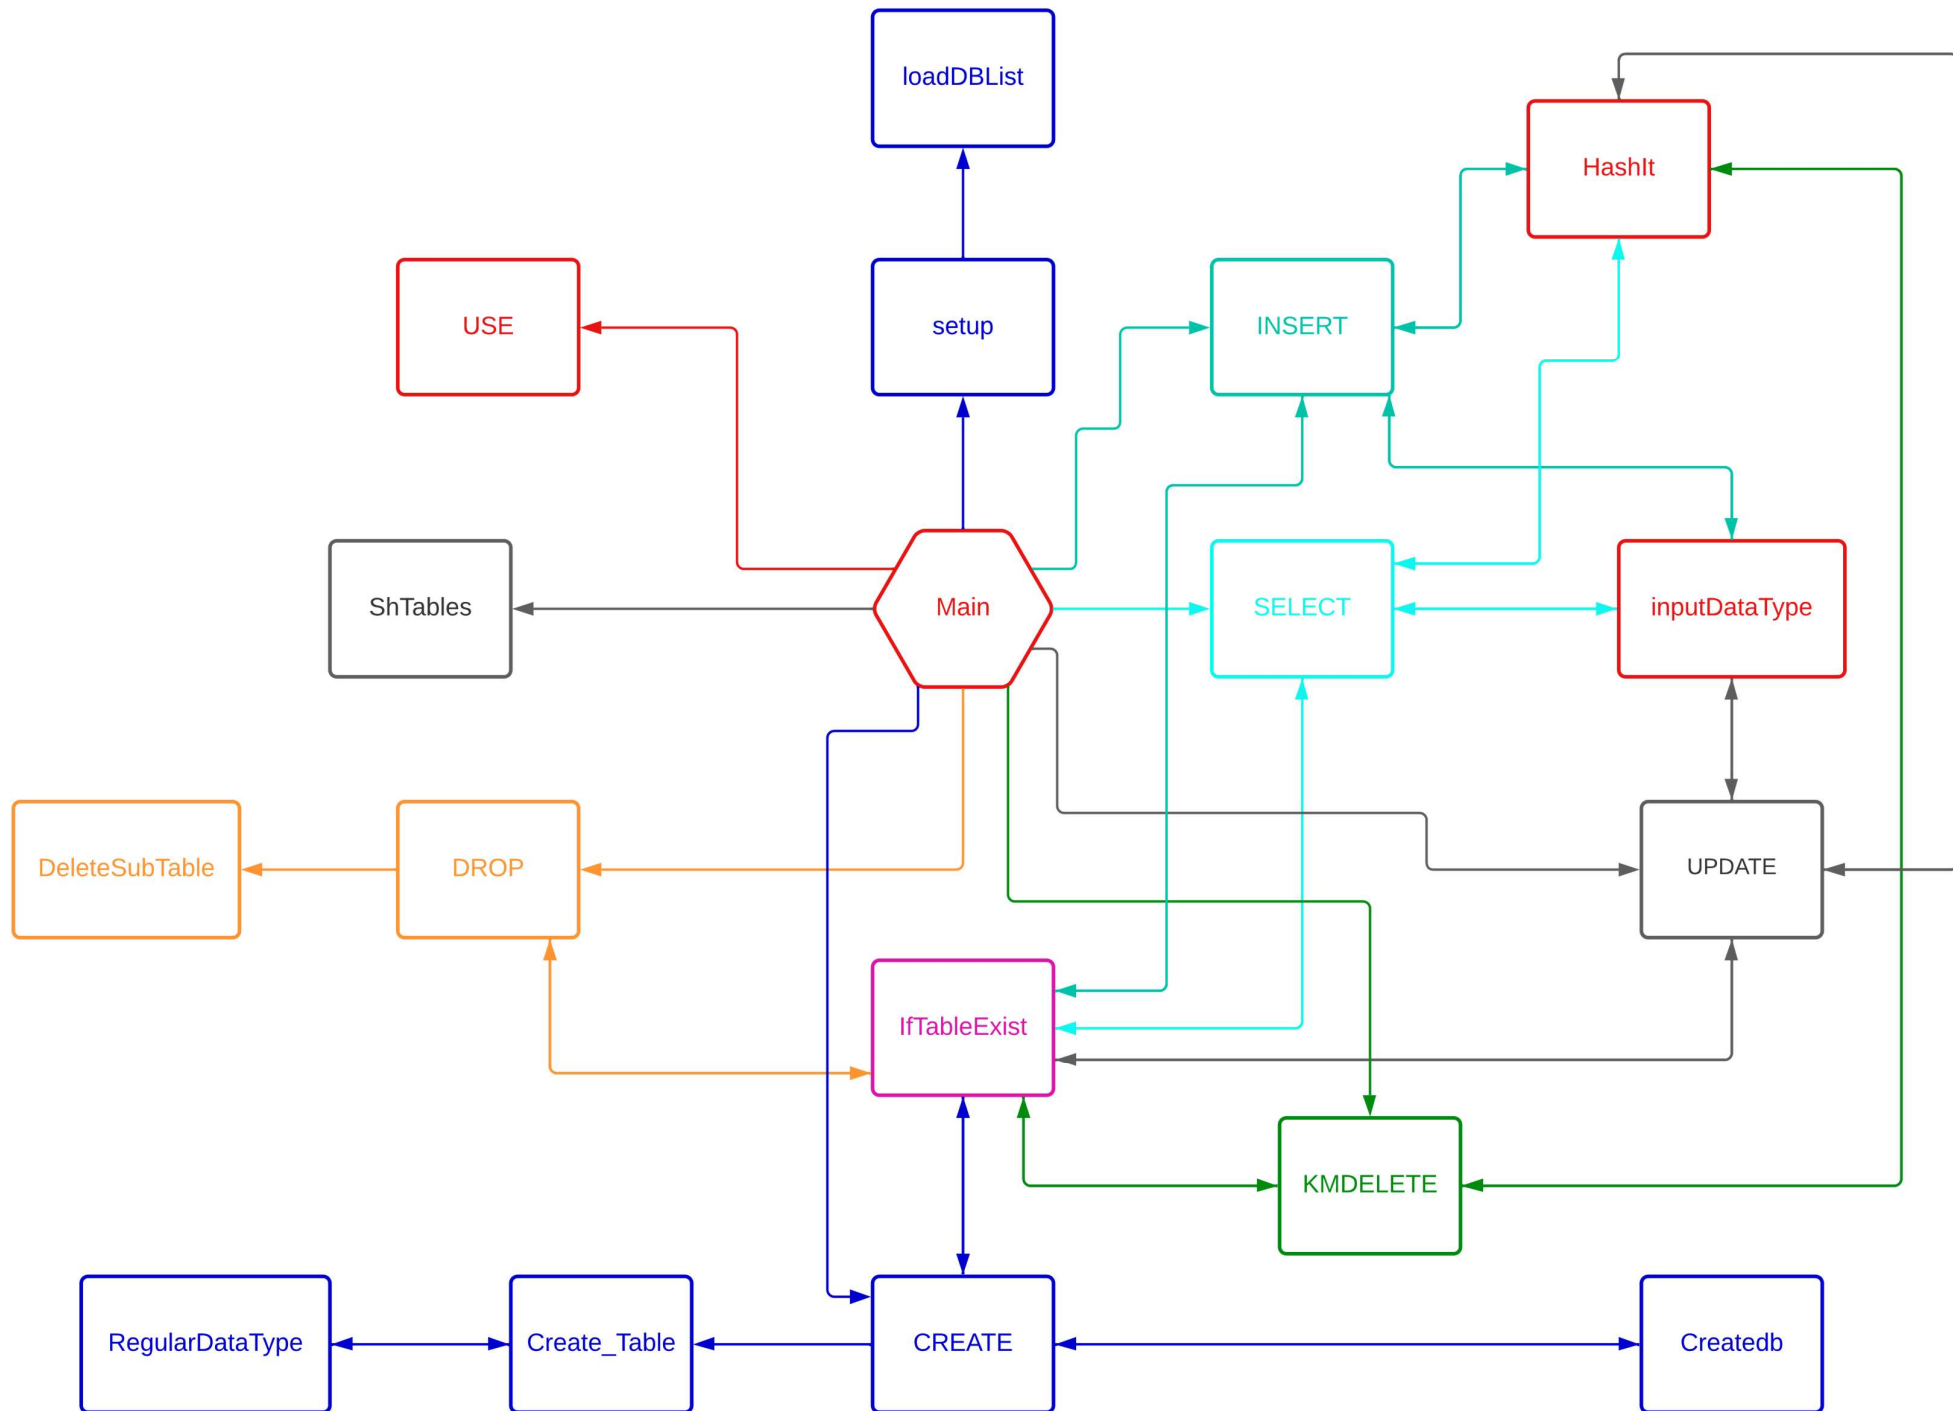 loadDBList
HashIt
USE
setup
INSERT
ShTables
Main
SELECT
inputDataType
DeleteSubTable
DROP
UPDATE
IfTableExist
KMDELETE
RegularDataType
Create_Table
CREATE
Createdb